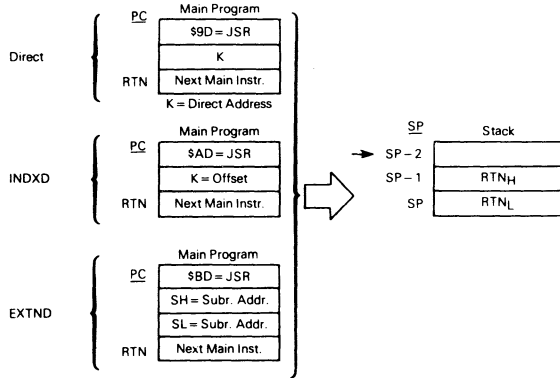 Direct
PC
Main Program
$9D = JSR
K
RTN
Next Main Instr.
K = Direct Address
INDXD
PC
Main Program
$AD = JSR
K = Offset
RTN
Next Main Instr.
EXTND
Main Program
PC
$BD = JSR
SH = Subr. Addr.
SL = Subr. Addr.
RTN
Next Main Inst.
SP
Stack
SP – 2
SP – 1
RTNH
SP
RTNL